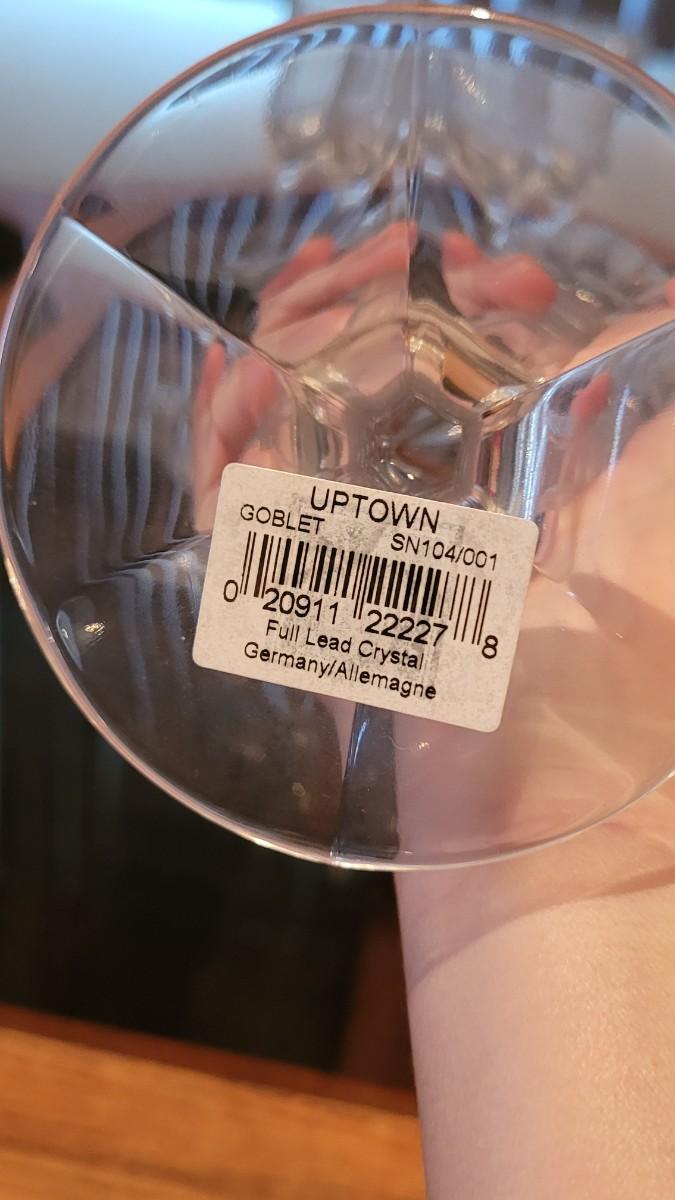 UPTOWN
GOBLET SN104/001
0 20911 22227 8
Full Lead Crystal
Germany/Allemagne